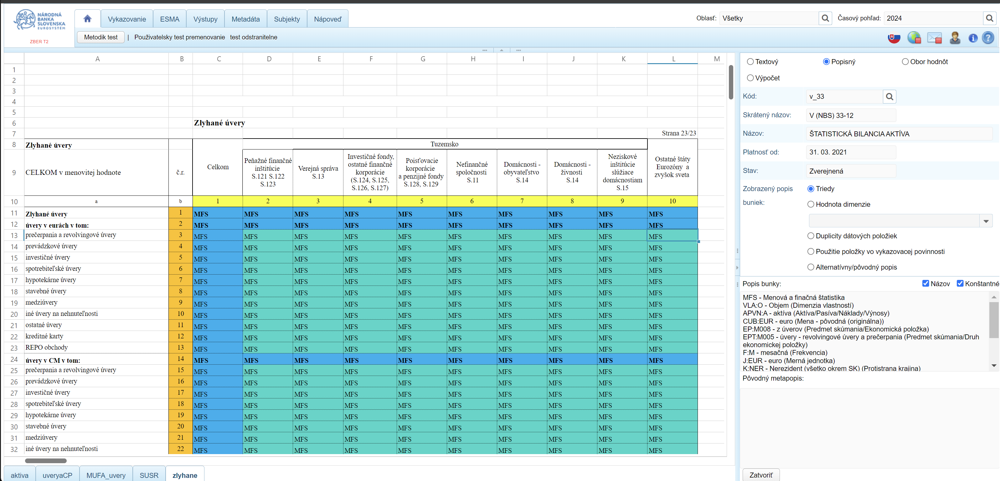 NÁRODNÁ
BANKA
SLOVENSKA
EUROSYSTÉM
ZBER T2
Vykazovanie ESMA Výstupy Metadáta Subjekty Nápoveď
Oblasť: Všetky Časový pohľad: 2024
Metodik test | Použivatelsky test premenovanie test odstranitelne
A B C D E F G H I J K L M
1
2
3
4
5
6 Zlyhané úvery
7 Strana 23/23
8 Zlyhané úvery Tuzemsko
9 CELKOM v menovitej hodnote č.r. Celkom
Peňažné finančné
inštitúcie
S.121 S.122
S.123
Verejná správa
S.13
Investičné fondy,
ostatné finančné
korporácie
(S.124, S.125,
S.126, S.127)
Poisťovacie
korporácie
a penzijné fondy
S.128, S.129
Nefinančné
spoločnosti
S.11
Domácnosti -
obyvateľstvo
S.14
Domácnosti -
živnosti
S.14
Neziskové
inštitúcie
slúžiace
domácnostiam
S.15
Ostatné štáty
Eurozóny a
zvyšok sveta
10 a b 1 2 3 4 5 6 7 8 9 10
11 Zlyhané úvery 1 MFS MFS MFS MFS MFS MFS MFS MFS MFS MFS
12 úvery v eurách v tom: 2 MFS MFS MFS MFS MFS MFS MFS MFS MFS MFS
13 prečerpania a revolvingové úvery 3 MFS MFS MFS MFS MFS MFS MFS MFS MFS MFS
14 prevádzkové úvery 4 MFS MFS MFS MFS MFS MFS MFS MFS MFS MFS
15 investičné úvery 5 MFS MFS MFS MFS MFS MFS MFS MFS MFS MFS
16 spotrebiteľské úvery 6 MFS MFS MFS MFS MFS MFS MFS MFS MFS MFS
17 hypotekárne úvery 7 MFS MFS MFS MFS MFS MFS MFS MFS MFS MFS
18 stavebné úvery 8 MFS MFS MFS MFS MFS MFS MFS MFS MFS MFS
19 medziúvery 9 MFS MFS MFS MFS MFS MFS MFS MFS MFS MFS
20 iné úvery na nehnuteľnosti 10 MFS MFS MFS MFS MFS MFS MFS MFS MFS MFS
21 ostatné úvery 11 MFS MFS MFS MFS MFS MFS MFS MFS MFS MFS
22 kreditné karty 12 MFS MFS MFS MFS MFS MFS MFS MFS MFS MFS
23 REPO obchody 13 MFS MFS MFS MFS MFS MFS MFS MFS MFS MFS
24 úvery v CM v tom: 14 MFS MFS MFS MFS MFS MFS MFS MFS MFS MFS
25 prečerpania a revolvingové úvery 15 MFS MFS MFS MFS MFS MFS MFS MFS MFS MFS
26 prevádzkové úvery 16 MFS MFS MFS MFS MFS MFS MFS MFS MFS MFS
27 investičné úvery 17 MFS MFS MFS MFS MFS MFS MFS MFS MFS MFS
28 spotrebiteľské úvery 18 MFS MFS MFS MFS MFS MFS MFS MFS MFS MFS
29 hypotekárne úvery 19 MFS MFS MFS MFS MFS MFS MFS MFS MFS MFS
30 stavebné úvery 20 MFS MFS MFS MFS MFS MFS MFS MFS MFS MFS
31 medziúvery 21 MFS MFS MFS MFS MFS MFS MFS MFS MFS MFS
32 iné úvery na nehnuteľnosti 22 MFS MFS MFS MFS MFS MFS MFS MFS MFS MFS
aktiva uveryaCP MUFA_uvery SUSR zlyhane
Textový Popisný Obor hodnôt
Výpočet
Kód: v_33
Skrátený názov: V (NBS) 33-12
Názov: ŠTATISTICKÁ BILANCIA AKTÍVA
Platnosť od: 31. 03. 2021
Stav: Zverejnená
Zobrazený popis
buniek:
Triedy
Hodnota dimenzie
Duplicity dátových položiek
Použitie položky vo vykazovacej povinnosti
Alternatívny/pôvodný popis
Popis bunky: Názov Konštantné
MFS - Menová a finačná štatistika
VLA:O - Objem (Dimenzia vlastností)
APVN:A - aktíva (Aktíva/Pasíva/Náklady/Výnosy)
CUB:EUR - euro (Mena - pôvodná (originálna))
EP:M008 - z úverov (Predmet skúmania/Ekonomická položka)
EPT:M005 - úvery - revolvingové úvery a prečerpania (Predmet skúmania/Druh
ekonomickej položky)
F:M - mesačná (Frekvencia)
J:EUR - euro (Merná jednotka)
K:NER - Nerezident (všetko okrem SK) (Protistrana krajina)
Pôvodný metapopis:
Zatvoriť